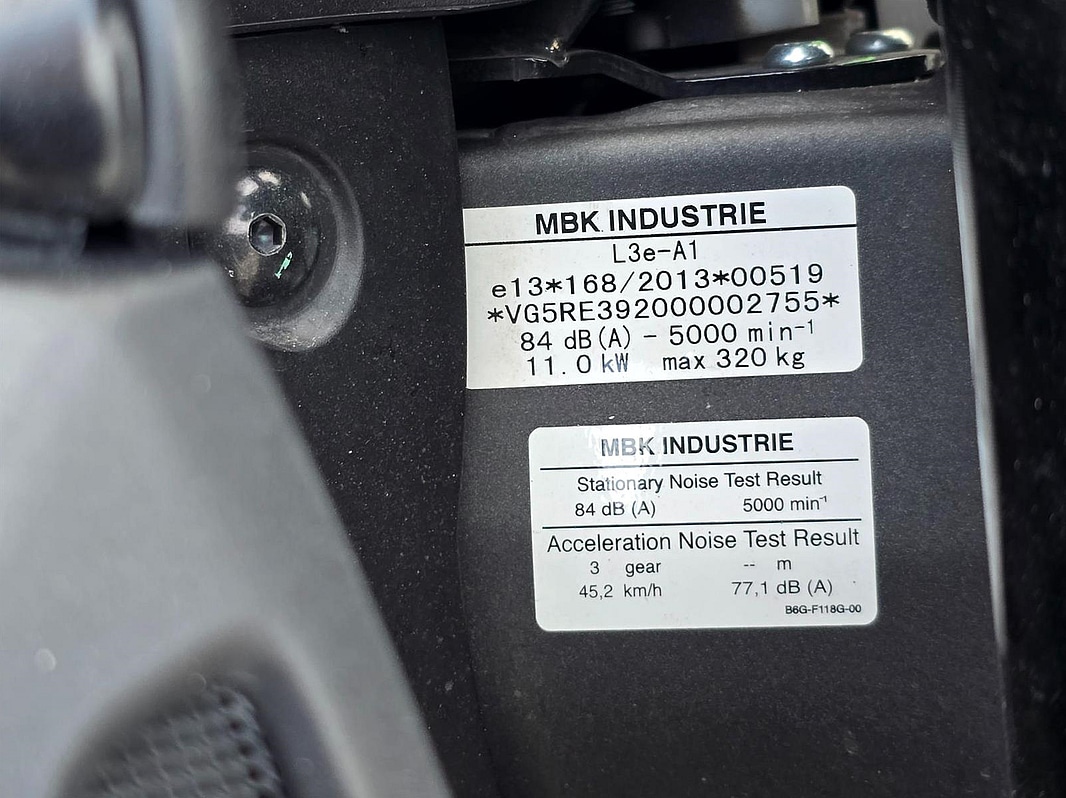 MBK INDUSTRIE
L3e-A1
e13*168/2013*00519
*VG5RE392000002755*
84 dB(A) - 5000 min⁻¹
11.0 kW max 320 kg
MBK INDUSTRIE
Stationary Noise Test Result
84 dB (A) 5000 min⁻¹
Acceleration Noise Test Result
3 gear -- m
45,2 km/h 77,1 dB (A)
B6G-F118G-00